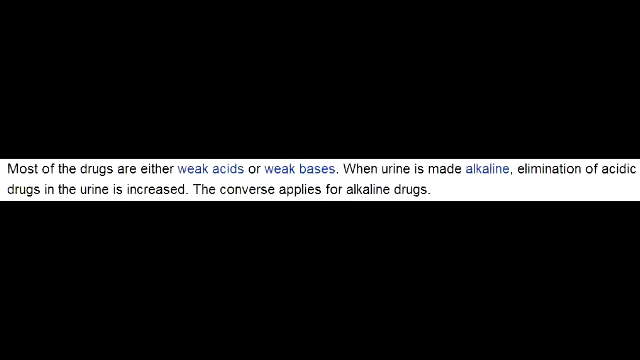 Most of the drugs are either weak acids or weak bases. When urine is made alkaline, elimination of acidic
drugs in the urine is increased. The converse applies for alkaline drugs.